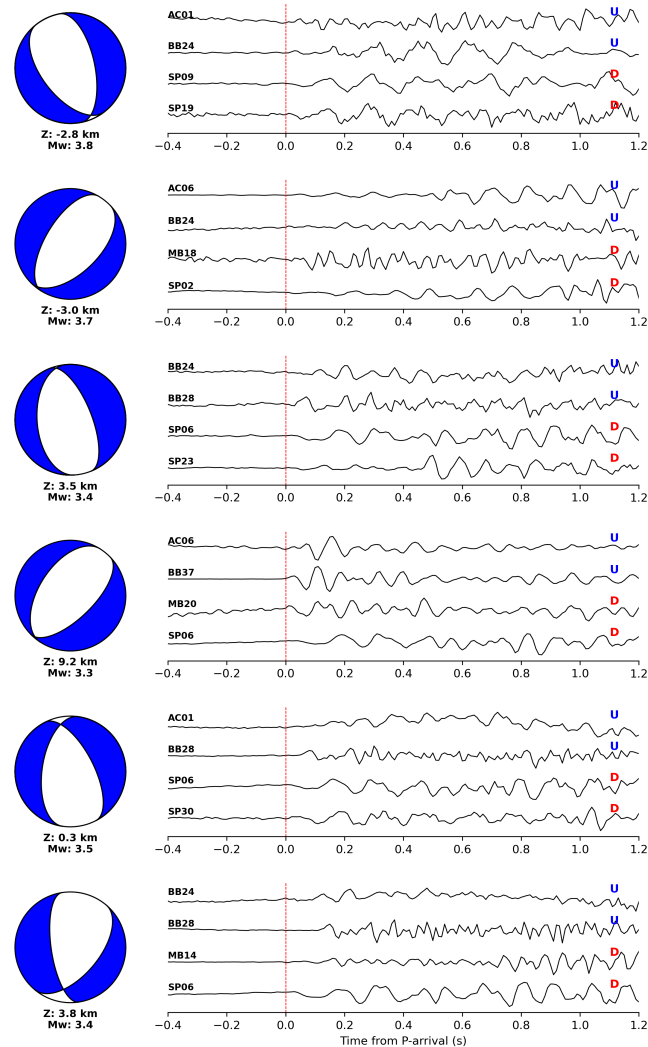 AC01 U
BB24 U
SP09 D
SP19 D
Z: -2.8 km
Mw: 3.8
−0.4 −0.2 0.0 0.2 0.4 0.6 0.8 1.0 1.2
AC06 U
BB24 U
MB18 D
SP02 D
Z: -3.0 km
Mw: 3.7
−0.4 −0.2 0.0 0.2 0.4 0.6 0.8 1.0 1.2
BB24 U
BB28 U
SP06 D
SP23 D
Z: 3.5 km
Mw: 3.4
−0.4 −0.2 0.0 0.2 0.4 0.6 0.8 1.0 1.2
AC06 U
BB37 U
MB20 D
SP06 D
Z: 9.2 km
Mw: 3.3
−0.4 −0.2 0.0 0.2 0.4 0.6 0.8 1.0 1.2
AC01 U
BB28 U
SP06 D
SP30 D
Z: 0.3 km
Mw: 3.5
−0.4 −0.2 0.0 0.2 0.4 0.6 0.8 1.0 1.2
BB24 U
BB28 U
MB14 D
SP06 D
Z: 3.8 km
Mw: 3.4
−0.4 −0.2 0.0 0.2 0.4 0.6 0.8 1.0 1.2
Time from P-arrival (s)